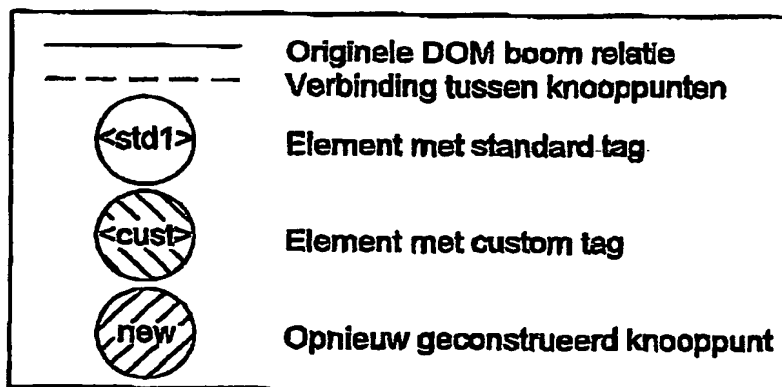 Originele DOM boom relatie
Verbinding tussen knooppunten
<std1> Element met standard tag
<cust> Element met custom tag
new Opnieuw geconstrueerd knooppunt